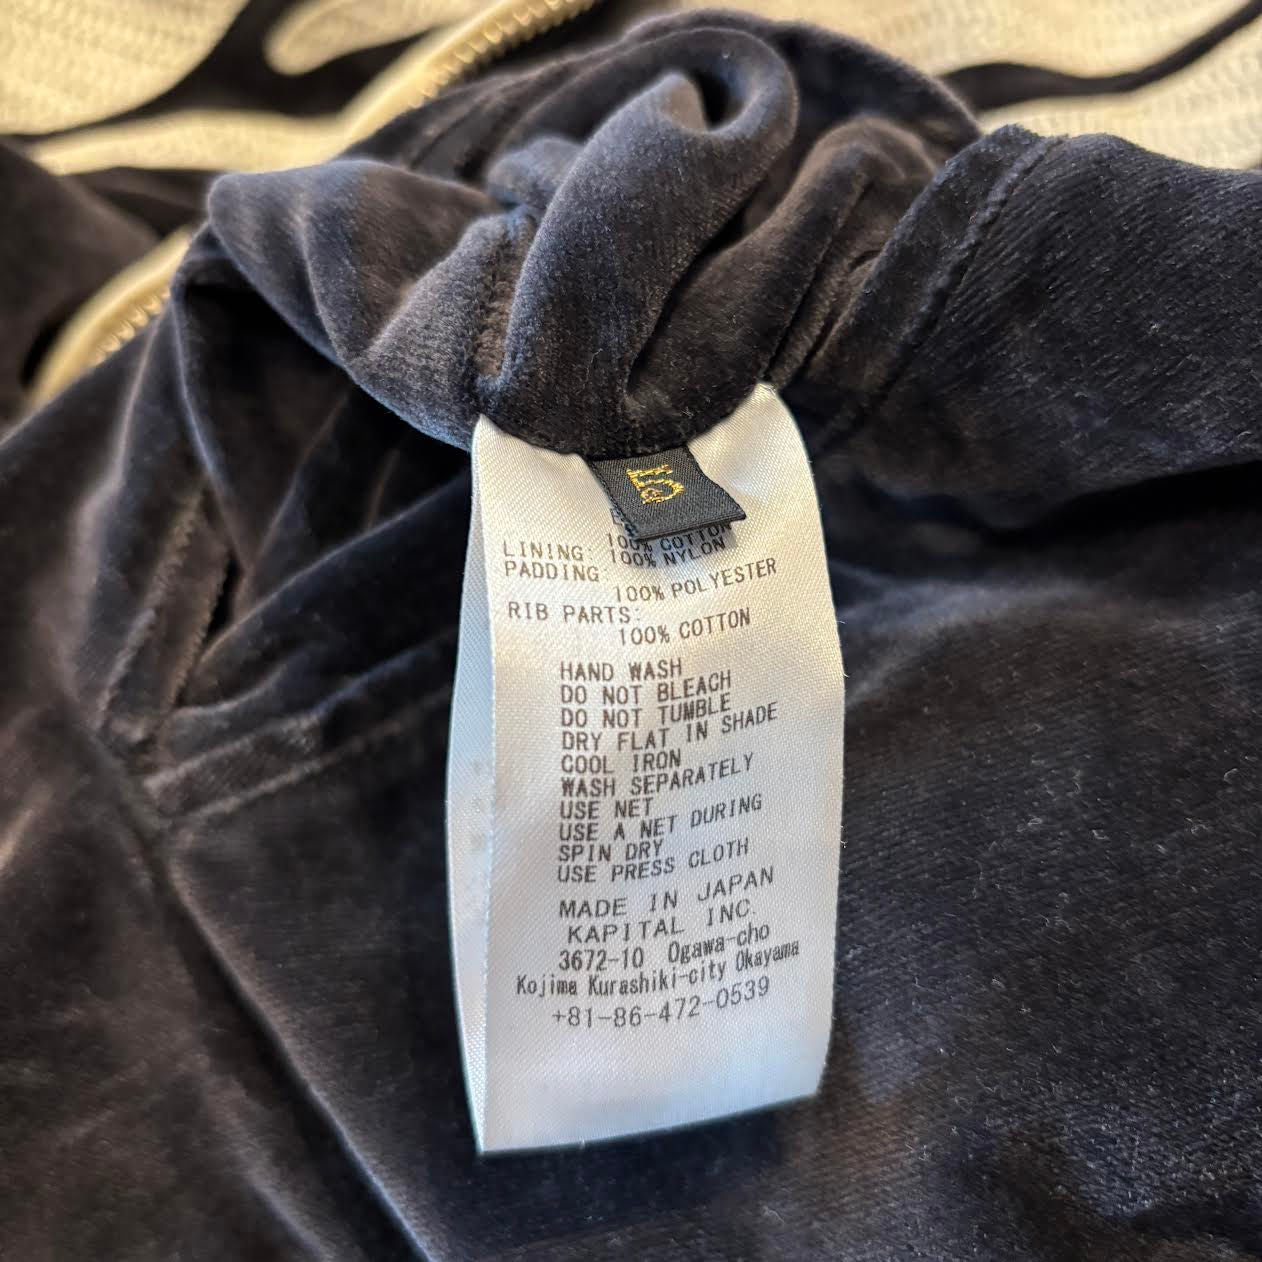 100% COTTON
LINING: 100% NYLON
PADDING:
100% POLYESTER
RIB PARTS:
100% COTTON
HAND WASH
DO NOT BLEACH
DO NOT TUMBLE
DRY FLAT IN SHADE
COOL IRON
WASH SEPARATELY
USE NET
USE A NET DURING
SPIN DRY
USE PRESS CLOTH
MADE IN JAPAN
KAPITAL INC.
3672-10 Ogawa-cho
Kojima Kurashiki-city Okayama
+81-86-472-0539